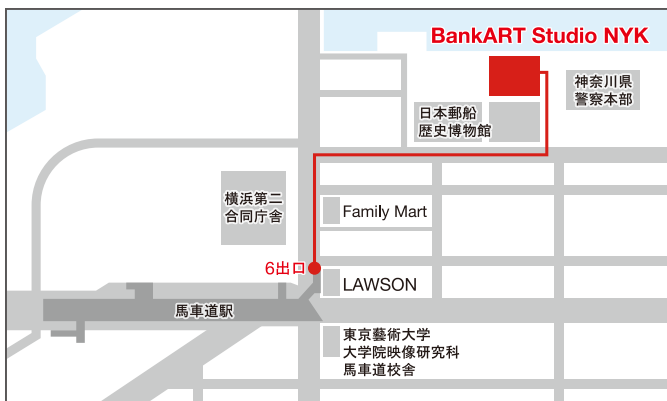 BankART Studio NYK
神奈川県
警察本部
日本郵船
歴史博物館
横浜第二
合同庁舎
Family Mart
6出口
LAWSON
馬車道駅
東京藝術大学
大学院映像研究科
馬車道校舎